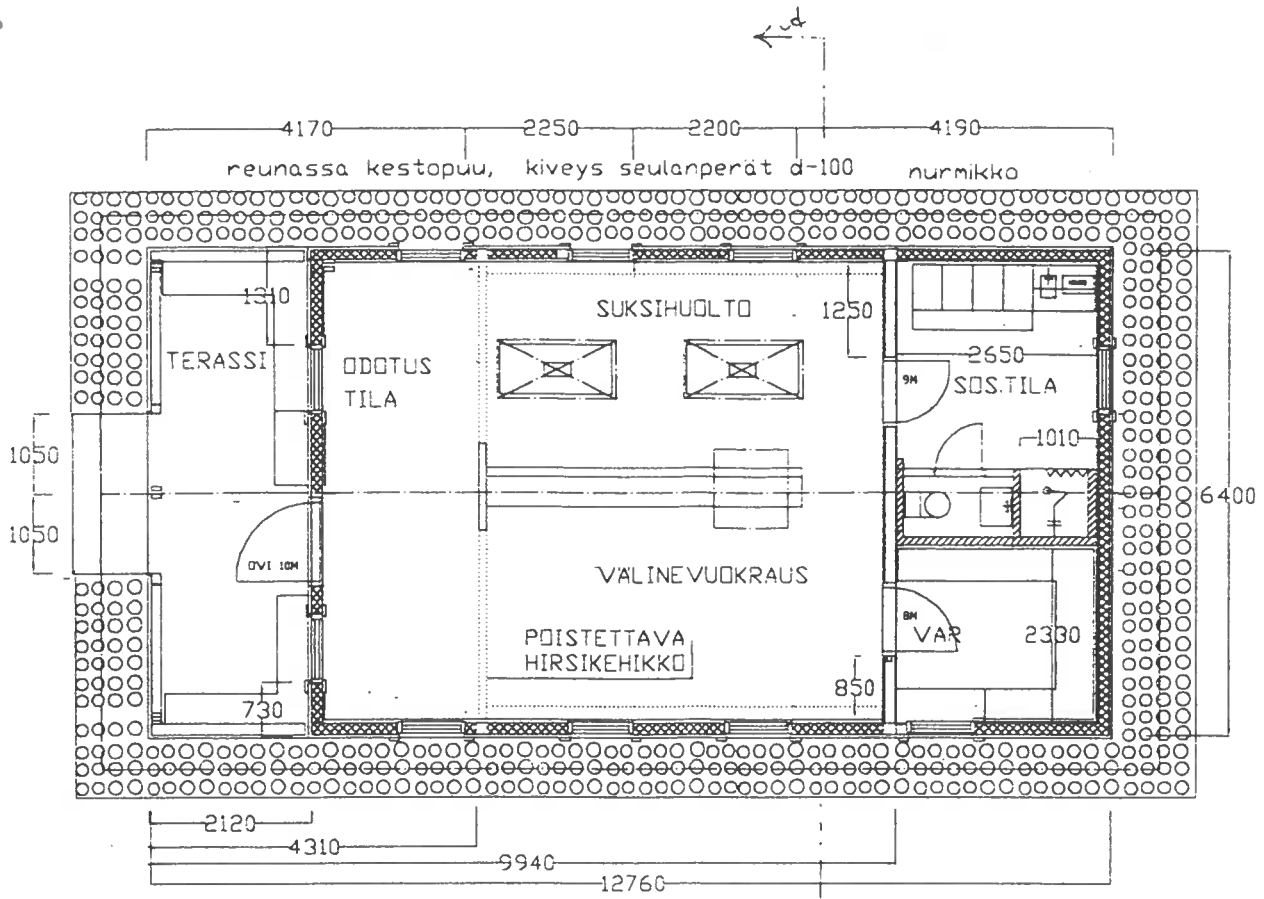 4170 2250 2200 4190
reunassa kestopuu, kiveys seulanperät d-100 nurmikko
1310
SUKSIHUOLTO
1250
TERASSI
ODOTUS
TILA
2650
9M
SOS.TILA
1010
1050
1050
6400
OVI 10M
VÄLINEVUOKRAUS
8M
VAR
2330
POISTETTAVA
HIRSIKEHIKKO
850
730
2120
4310
9940
12760